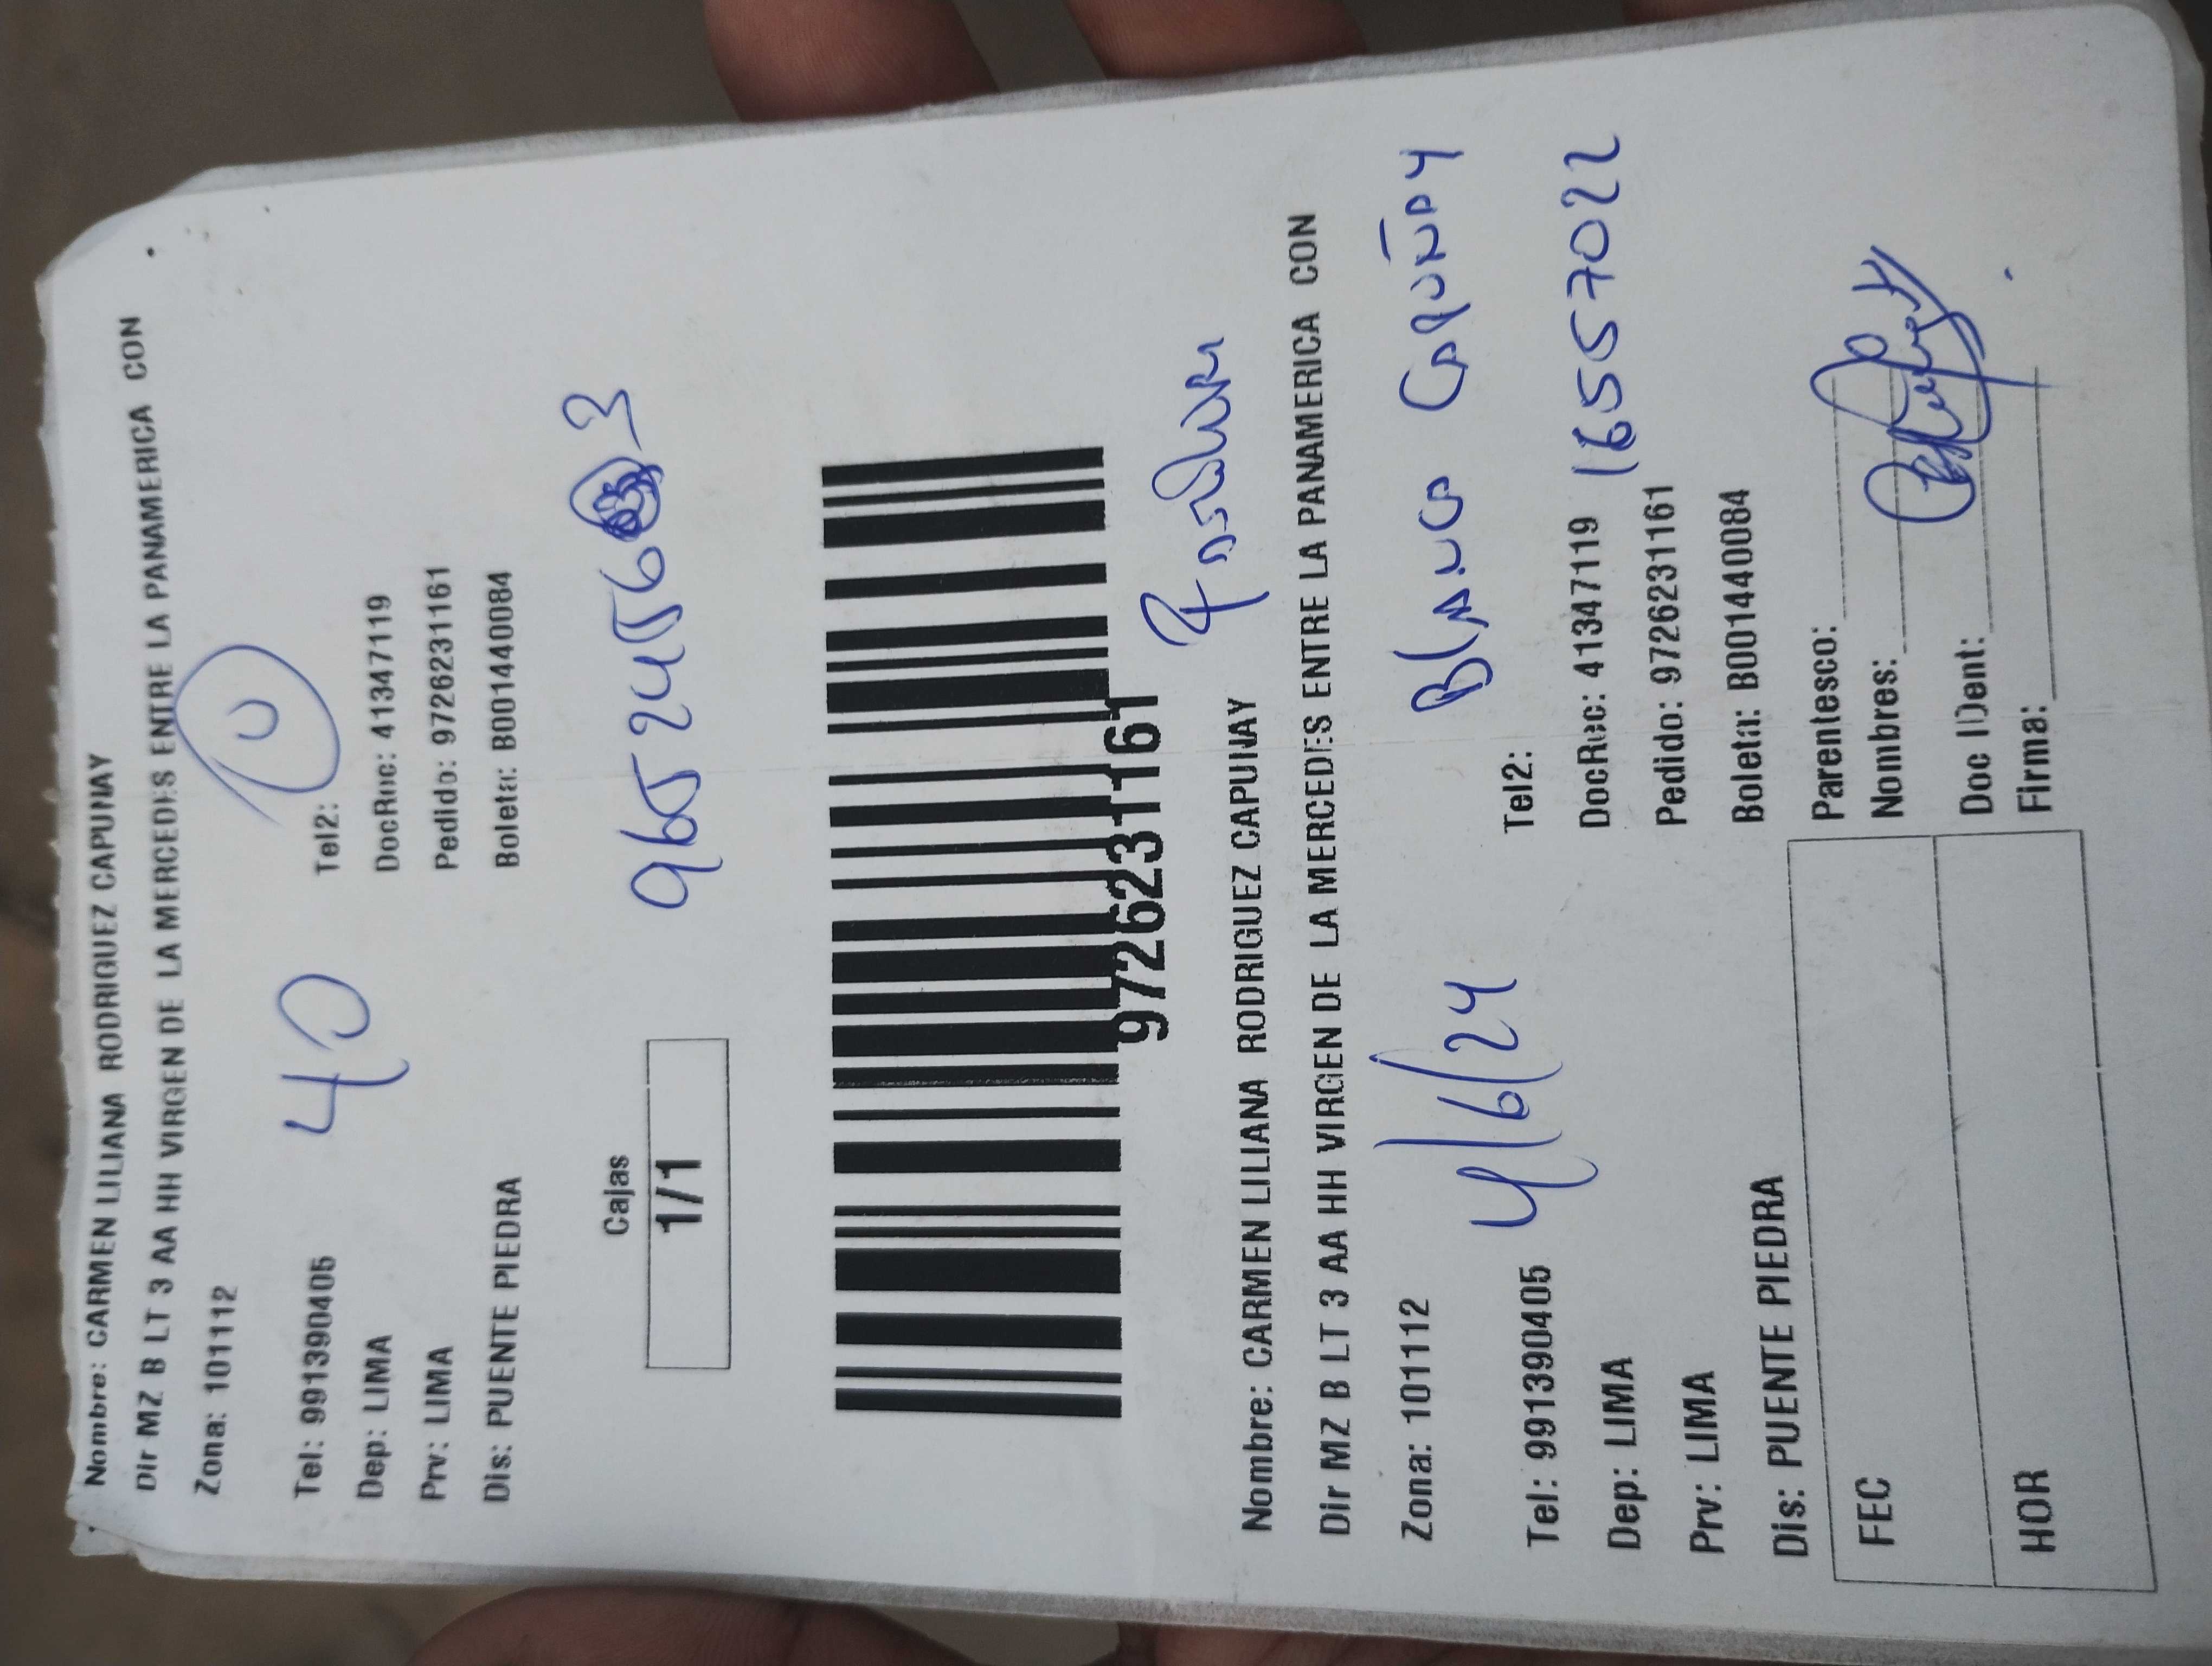 Nombre: CARMEN LILIANA RODRIGUEZ CAPUNAY
Dir MZ B LT 3 AA HH VIRGEN DE LA MERCEDES ENTRE LA PANAMERICA CON
Zona: 101112
40
Tel: 991390405 Tel2:
Dep: LIMA DocRuc: 41347119
Prv: LIMA Pedido: 9726231161
Dis: PUENTE PIEDRA Boleta: B001440084
Cajas
1/1
9726231161
Familiar
Nombre: CARMEN LILIANA RODRIGUEZ CAPUNAY
Dir MZ B LT 3 AA HH VIRGEN DE LA MERCEDES ENTRE LA PANAMERICA CON
Zona: 101112 Blanca Capuñay
4/6/24
Tel: 991390405 Tel2:
Dep: LIMA DocRuc: 41347119 16557022
Prv: LIMA Pedido: 9726231161
Dis: PUENTE PIEDRA Boleta: B001440084
FEC Parentesco:
Nombres:
HOR Doc IDent:
Firma: